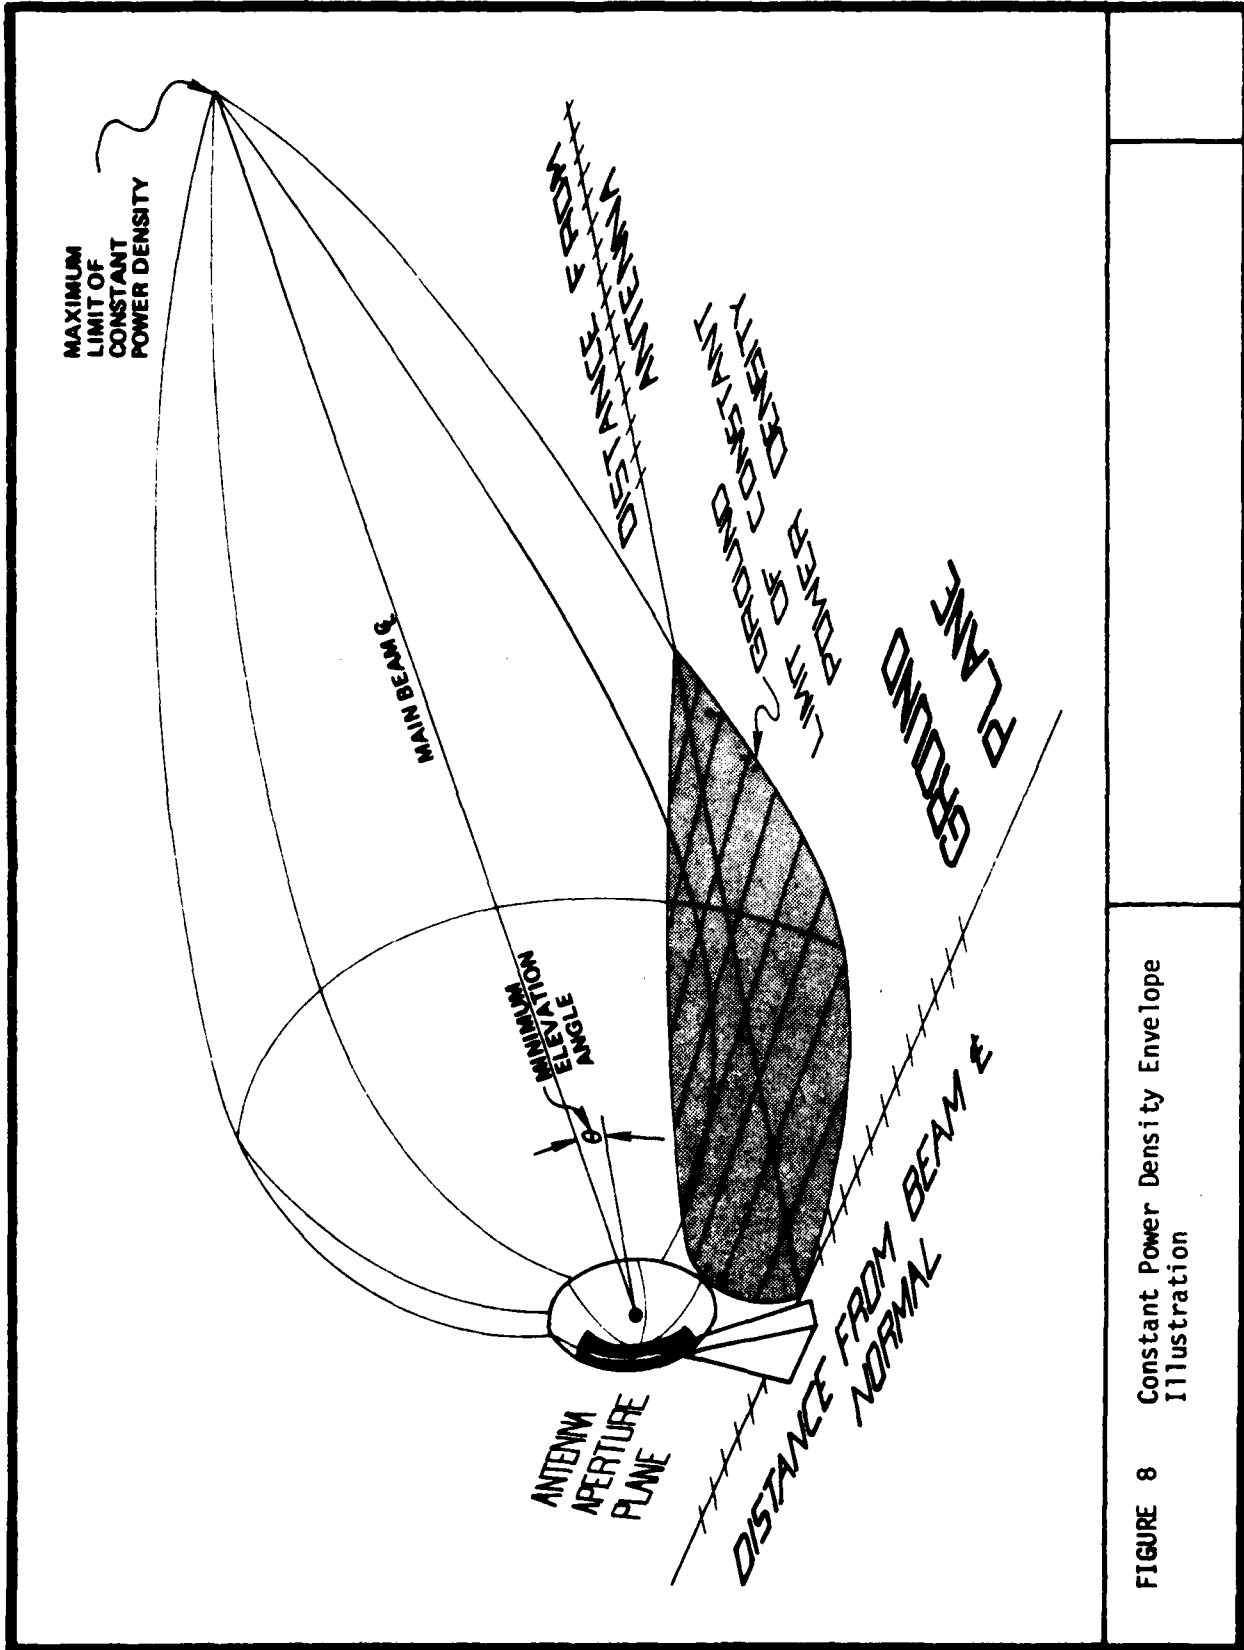 MAXIMUM
LIMIT OF
CONSTANT
POWER DENSITY
MAIN BEAM ℄
MINIMUM
ELEVATION
ANGLE
θ
DISTANCE FROM
ANTENNA
GROUND
LIMIT OF CONSTANT
POWER DENSITY
GROUND
PLANE
ANTENNA
APERTURE
PLANE
DISTANCE FROM BEAM ℄
NORMAL
FIGURE 8 Constant Power Density Envelope
Illustration